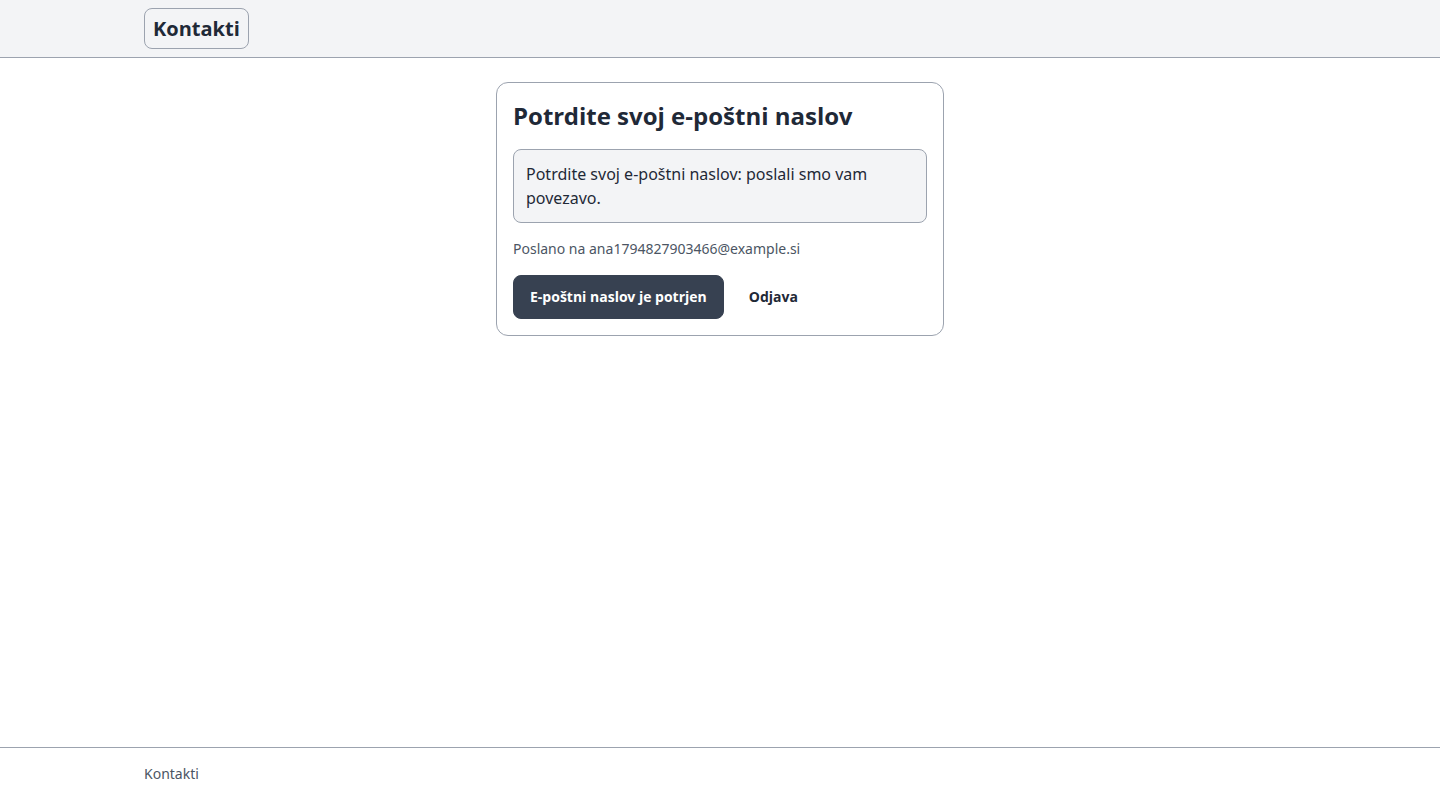 Kontakti
Potrdite svoj e-poštni naslov
Potrdite svoj e-poštni naslov: poslali smo vam
povezavo.
Poslano na ana1794827903466@example.si
E-poštni naslov je potrjen
Odjava
Kontakti